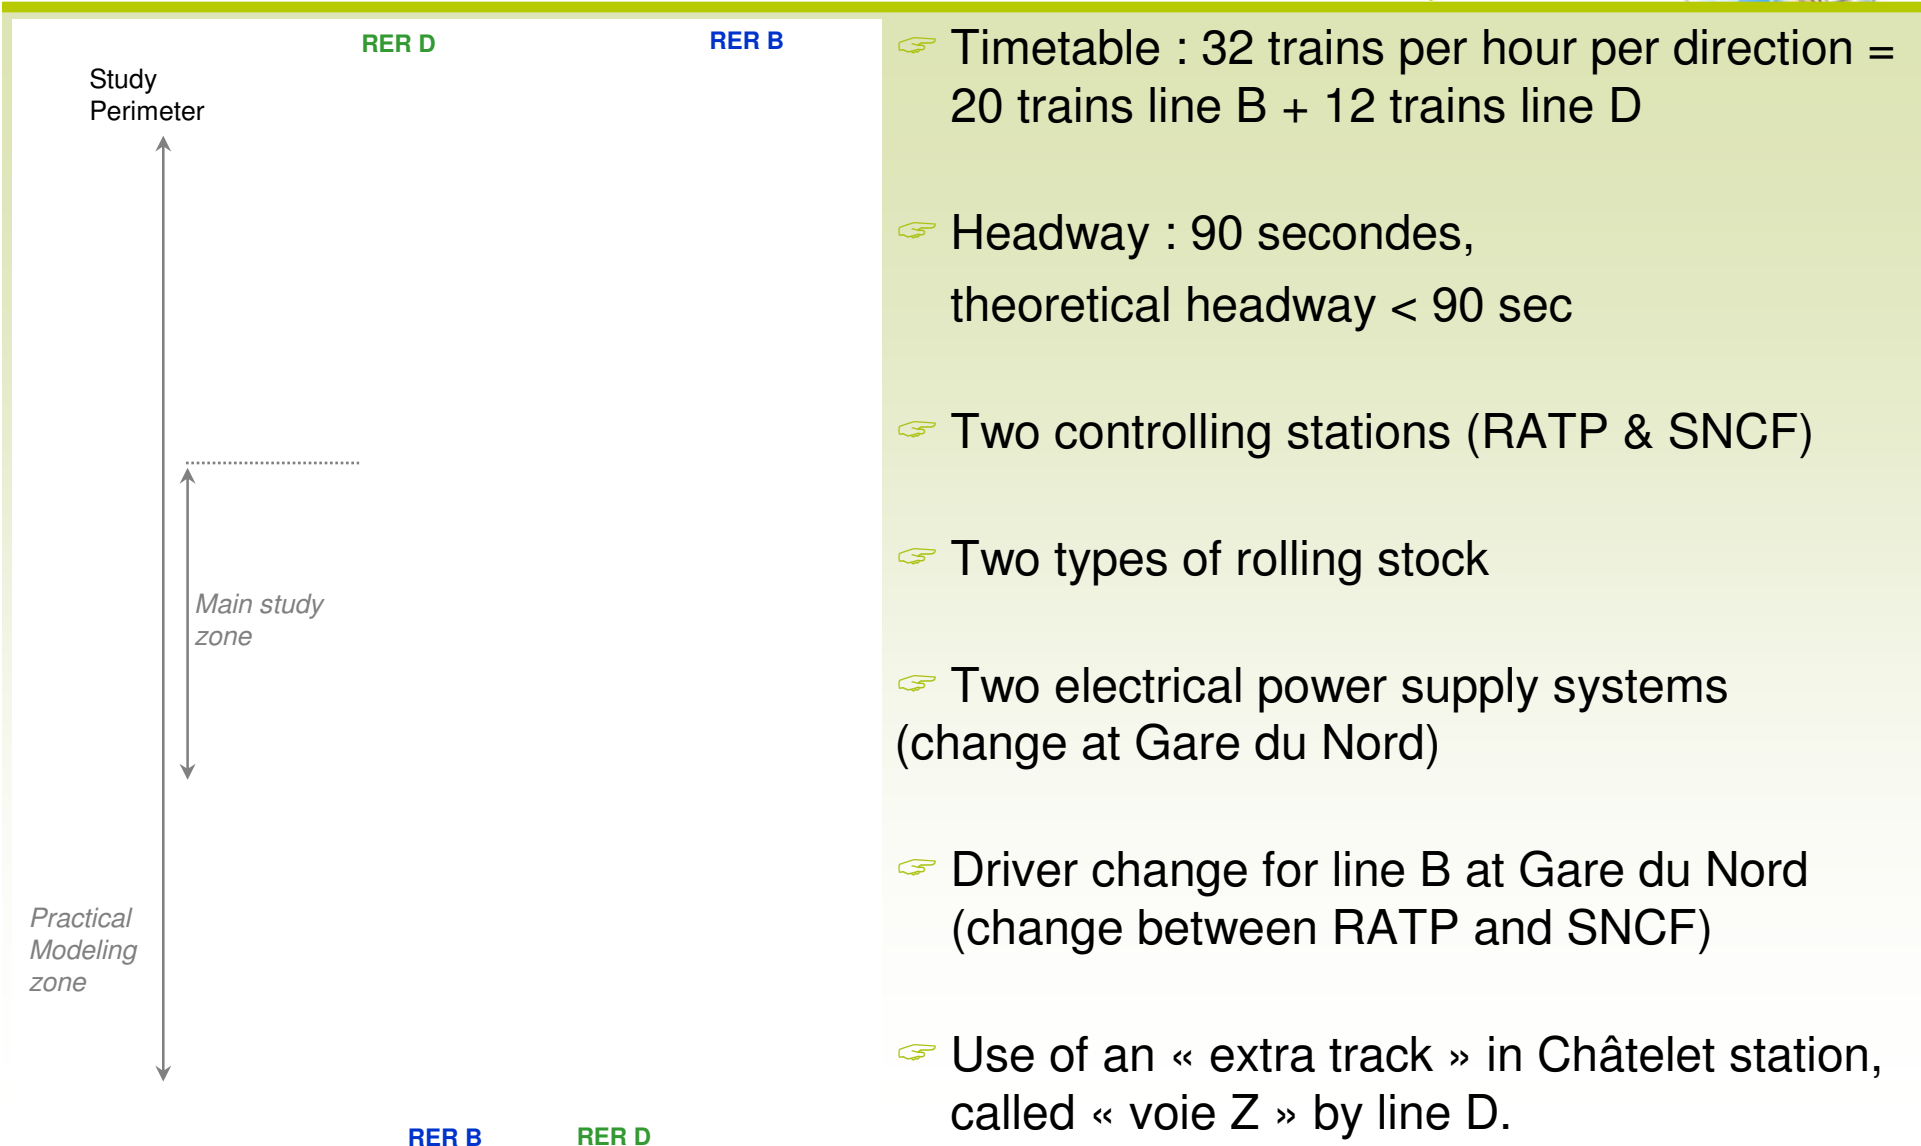 RER D
RER B
Study
Perimeter
Main study
zone
Practical
Modeling
zone
RER B
RER D
Timetable : 32 trains per hour per direction =
20 trains line B + 12 trains line D
Headway : 90 secondes,
theoretical headway < 90 sec
Two controlling stations (RATP & SNCF)
Two types of rolling stock
Two electrical power supply systems
(change at Gare du Nord)
Driver change for line B at Gare du Nord
(change between RATP and SNCF)
Use of an « extra track » in Châtelet station,
called « voie Z » by line D.